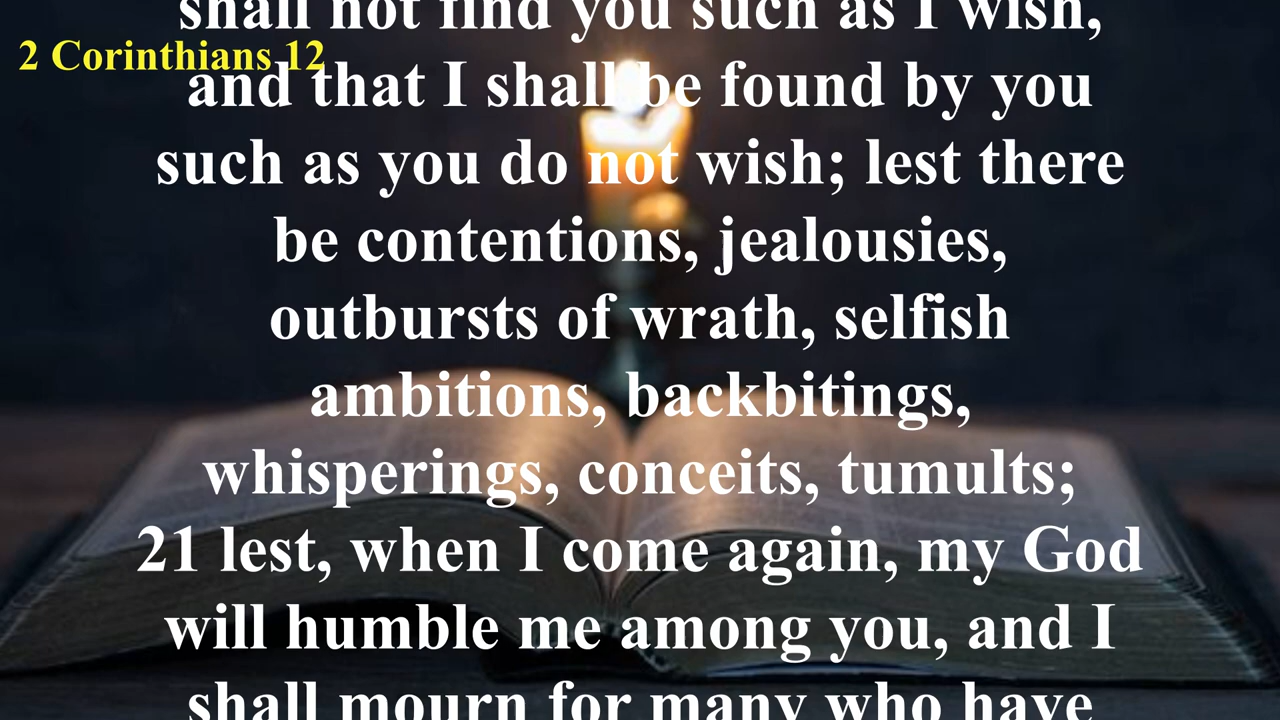 shall not find you such as I wish,
2 Corinthians 12
and that I shall be found by you
such as you do not wish; lest there
be contentions, jealousies,
outbursts of wrath, selfish
ambitions, backbitings,
whisperings, conceits, tumults;
21 lest, when I come again, my God
will humble me among you, and I
shall mourn for many who have